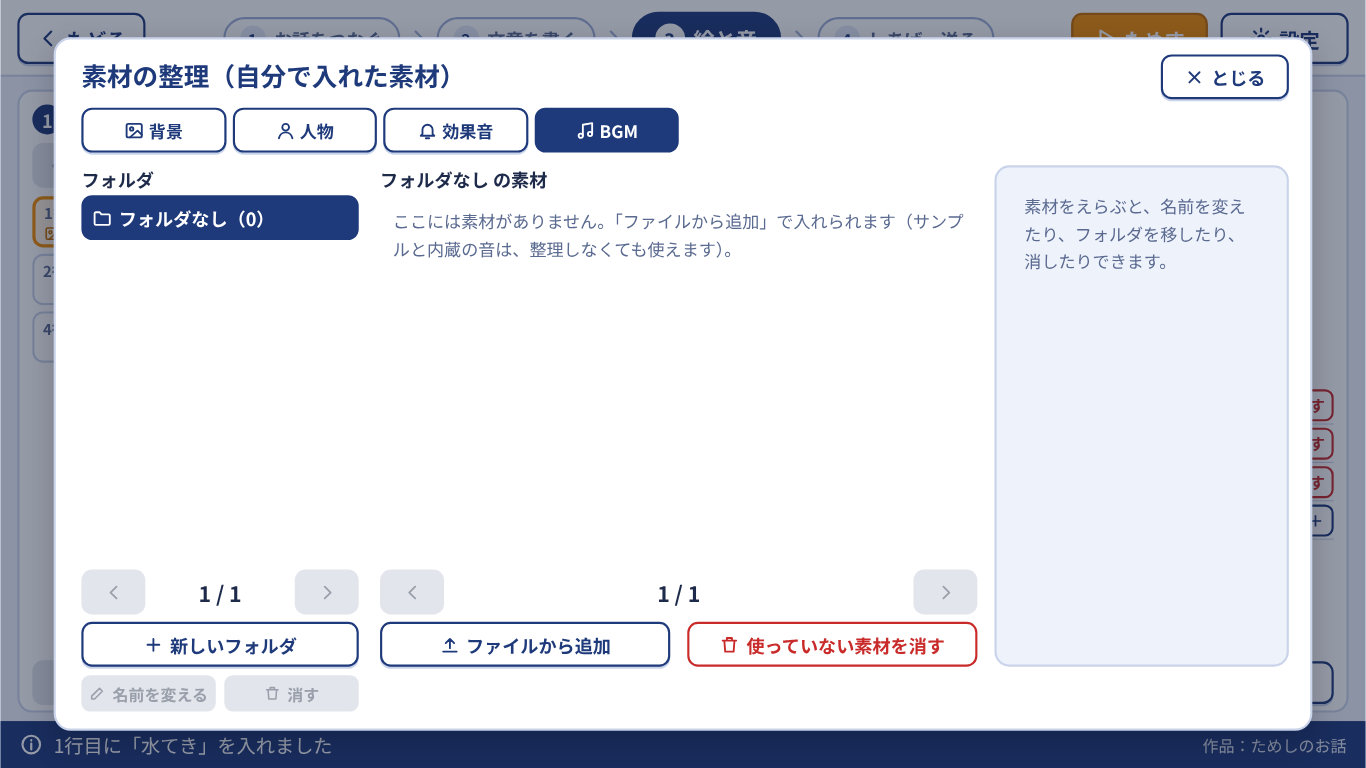 素材の整理（自分で入れた素材）
とじる
背景
人物
効果音
BGM
フォルダ
フォルダなし（0）
フォルダなし の素材
ここには素材がありません。「ファイルから追加」で入れられます（サンプ
ルと内蔵の音は、整理しなくても使えます）。
素材をえらぶと、名前を変え
たり、フォルダを移したり、
消したりできます。
1 / 1
1 / 1
新しいフォルダ
ファイルから追加
使っていない素材を消す
名前を変える
消す
1行目に「水てき」を入れました
作品：ためしのお話